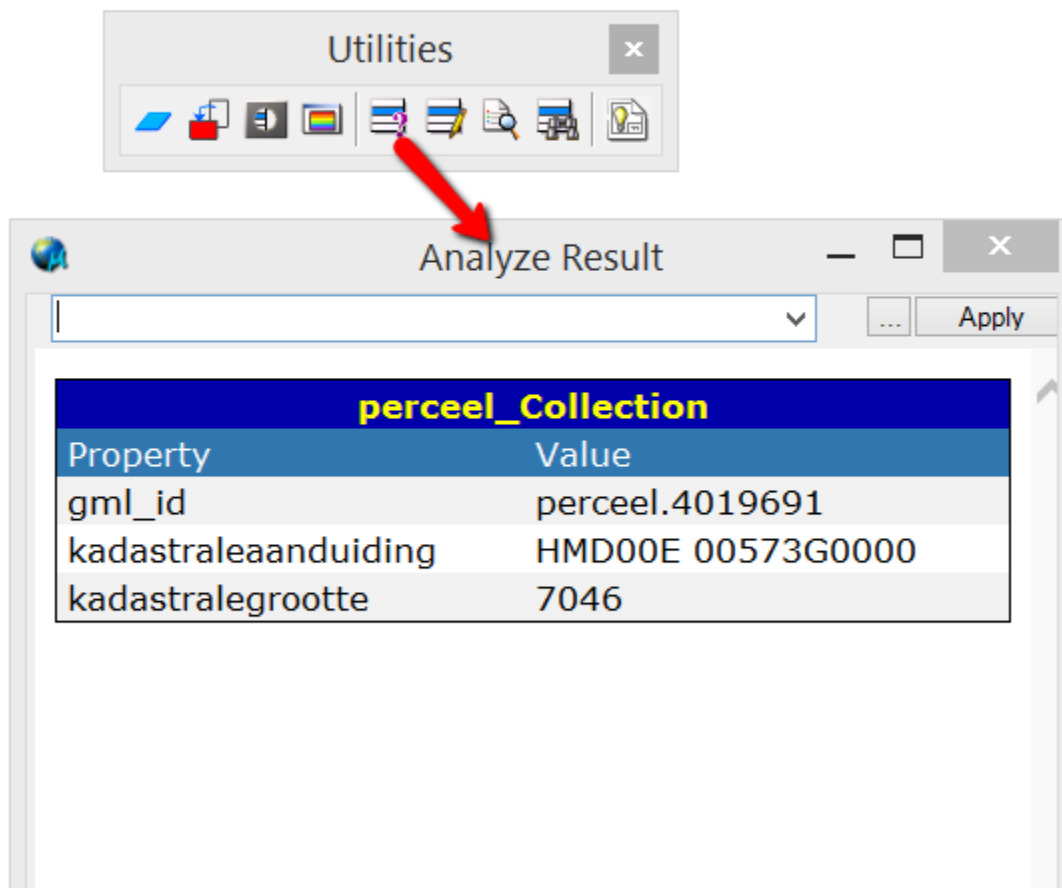 Utilities
Analyze Result
... Apply
perceel_Collection
Property Value
gml_id perceel.4019691
kadastraleaanduiding HMD00E 00573G0000
kadastralegrootte 7046